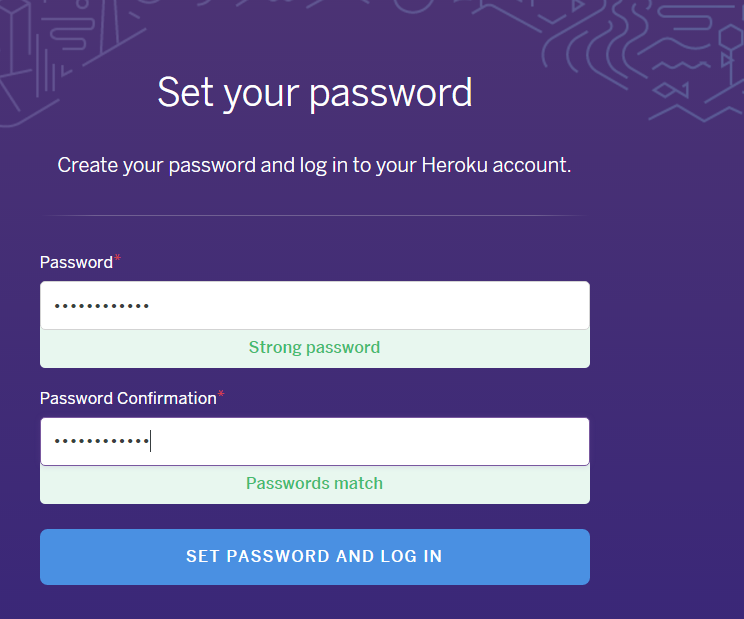 Set your password
Create your password and log in to your Heroku account.
Password*
••••••••••••
Strong password
Password Confirmation*
••••••••••••
Passwords match
SET PASSWORD AND LOG IN